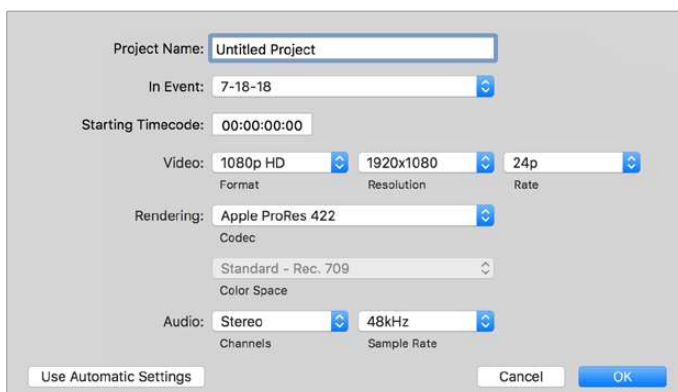 Project Name: Untitled Project
In Event: 7-18-18
Starting Timecode: 00:00:00:00
Video: 1080p HD 1920x1080 24p
Format Resolution Rate
Rendering: Apple ProRes 422
Codec
Standard - Rec. 709
Color Space
Audio: Stereo 48kHz
Channels Sample Rate
Use Automatic Settings Cancel OK